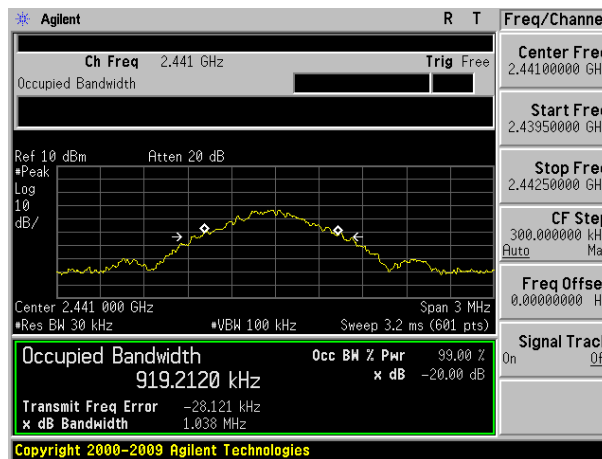 Agilent R T
Freq/Channe
Ch Freq 2.441 GHz Trig Free
Occupied Bandwidth
Center Fre
2.44100000 GH
Start Fre
2.43950000 GH
Stop Fre
2.44250000 GH
CF Ste
300.000000 kH
Auto Ma
Freq Offse
0.00000000 H
Signal Trac
On Of
Ref 10 dBm Atten 20 dB
#Peak
Log
10
dB/
Center 2.441 000 GHz Span 3 MHz
#Res BW 30 kHz #VBW 100 kHz Sweep 3.2 ms (601 pts)
Occupied Bandwidth Occ BW % Pwr 99.00 %
919.2120 kHz x dB -20.00 dB
Transmit Freq Error -28.121 kHz
x dB Bandwidth 1.038 MHz
Copyright 2000-2009 Agilent Technologies